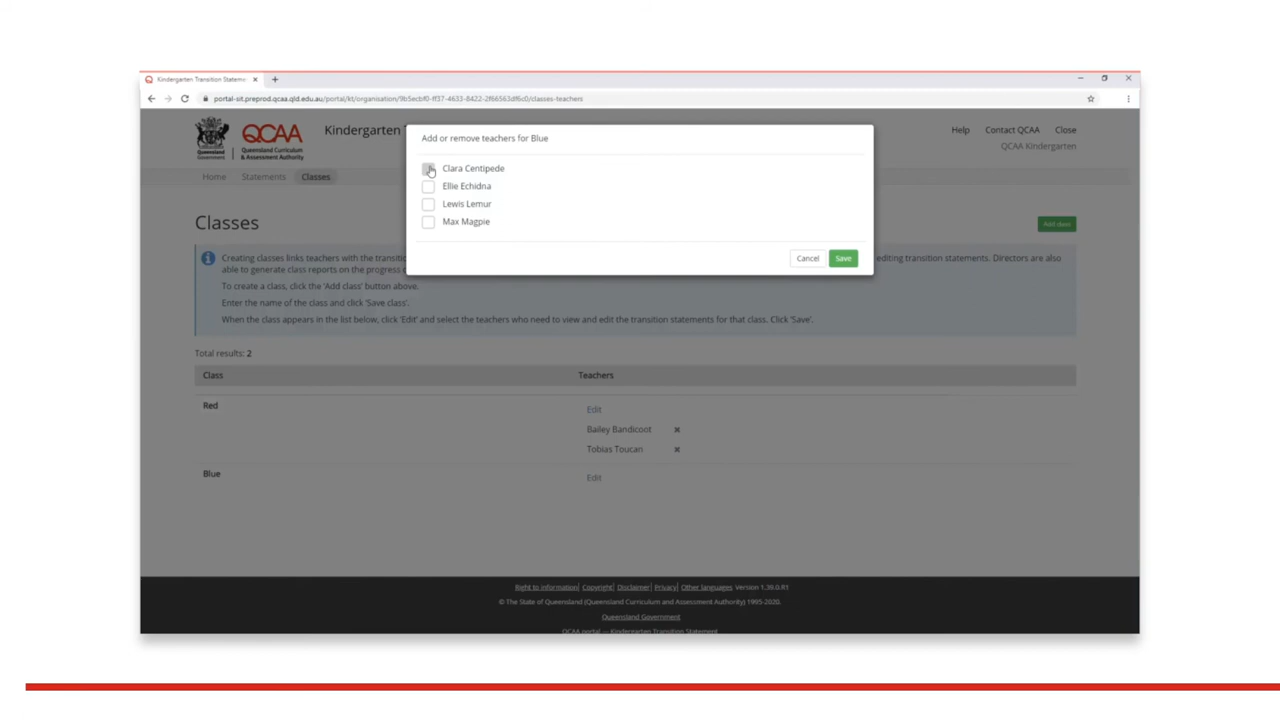 Kindergarten Transition Stateme
portal-sit.preprod.qcaa.qld.edu.au/portal/kt/organisation/9b5ecbf0-ff37-4633-8422-2f66563df6c0/classes-teachers
Queensland Government
QCAA
Queensland Curriculum & Assessment Authority
Kindergarten T
Help Contact QCAA Close
QCAA Kindergarten
Home Statements Classes
Add or remove teachers for Blue
Clara Centipede
Ellie Echidna
Lewis Lemur
Max Magpie
Cancel Save
Classes
Add class
Creating classes links teachers with the transitio editing transition statements. Directors are also
able to generate class reports on the progress
To create a class, click the 'Add class' button above.
Enter the name of the class and click 'Save class'.
When the class appears in the list below, click 'Edit' and select the teachers who need to view and edit the transition statements for that class. Click 'Save'.
Total results: 2
Class Teachers
Red Edit
Bailey Bandicoot
Tobias Toucan
Blue Edit
Right to information| Copyright| Disclaimer| Privacy| Other languages Version 1.39.0.R1
© The State of Queensland (Queensland Curriculum and Assessment Authority) 1995-2020.
Queensland Government
QCAA portal — Kindergarten Transition Statement